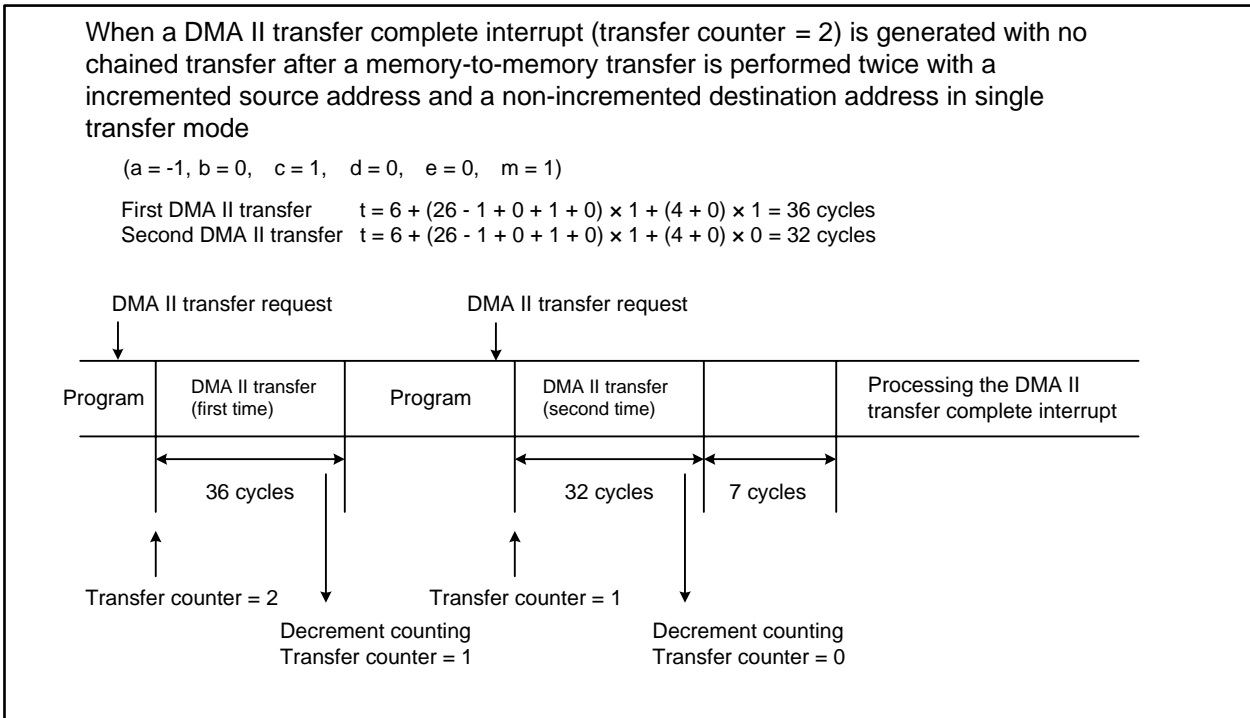 When a DMA II transfer complete interrupt (transfer counter = 2) is generated with no
chained transfer after a memory-to-memory transfer is performed twice with a
incremented source address and a non-incremented destination address in single
transfer mode
(a = -1, b = 0, c = 1, d = 0, e = 0, m = 1)
First DMA II transfer t = 6 + (26 - 1 + 0 + 1 + 0) × 1 + (4 + 0) × 1 = 36 cycles
Second DMA II transfer t = 6 + (26 - 1 + 0 + 1 + 0) × 1 + (4 + 0) × 0 = 32 cycles
DMA II transfer request DMA II transfer request
Program
DMA II transfer
(first time)
Program
DMA II transfer
(second time)
Processing the DMA II
transfer complete interrupt
36 cycles 32 cycles 7 cycles
Transfer counter = 2 Transfer counter = 1
Decrement counting
Transfer counter = 1
Decrement counting
Transfer counter = 0